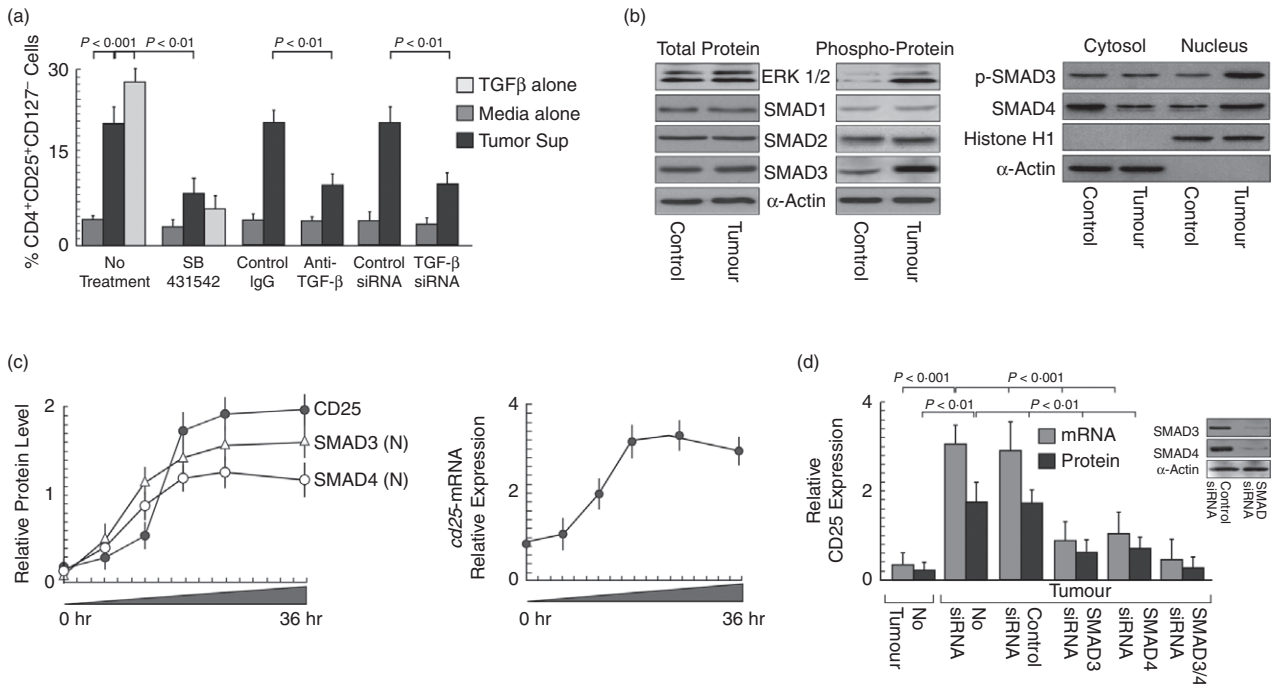 (a)
P < 0·001
P < 0·01
P < 0·01
P < 0·01
% CD4+CD25+CD127– Cells
30
15
0
TGFβ alone
Media alone
Tumor Sup
No
Treatment
SB
431542
Control
IgG
Anti-
TGF-β
Control
siRNA
TGF-β
siRNA
(b)
Total Protein
Phospho-Protein
ERK 1/2
SMAD1
SMAD2
SMAD3
α-Actin
Control
Tumour
Control
Tumour
Cytosol
Nucleus
p-SMAD3
SMAD4
Histone H1
α-Actin
Control
Tumour
Control
Tumour
(c)
Relative Protein Level
2
1
0
CD25
SMAD3 (N)
SMAD4 (N)
0 hr
36 hr
cd25-mRNA
Relative Expression
4
2
0
0 hr
36 hr
(d)
P < 0·001
P < 0·001
P < 0·01
P < 0·01
Relative
CD25 Expression
4
2
0
mRNA
Protein
SMAD3
SMAD4
α-Actin
Control
siRNA
SMAD
siRNA
Tumour
No
Tumour
No
siRNA
Control
siRNA
SMAD3
siRNA
SMAD4
siRNA
SMAD3/4
siRNA